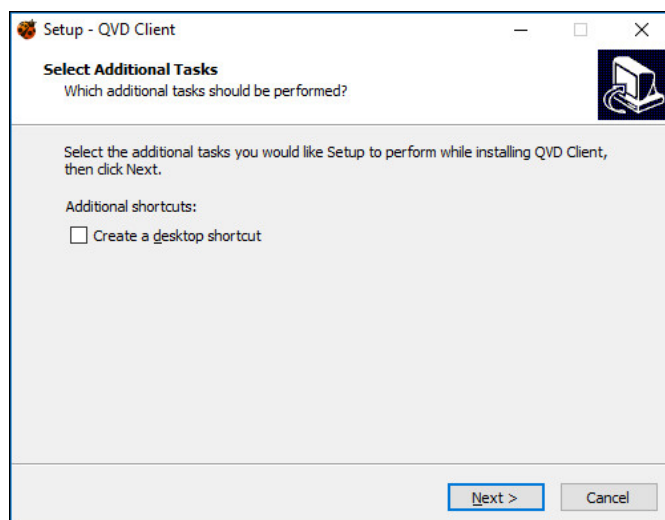 Setup - QVD Client
Select Additional Tasks
Which additional tasks should be performed?
Select the additional tasks you would like Setup to perform while installing QVD Client,
then click Next.
Additional shortcuts:
Create a desktop shortcut
Next >
Cancel